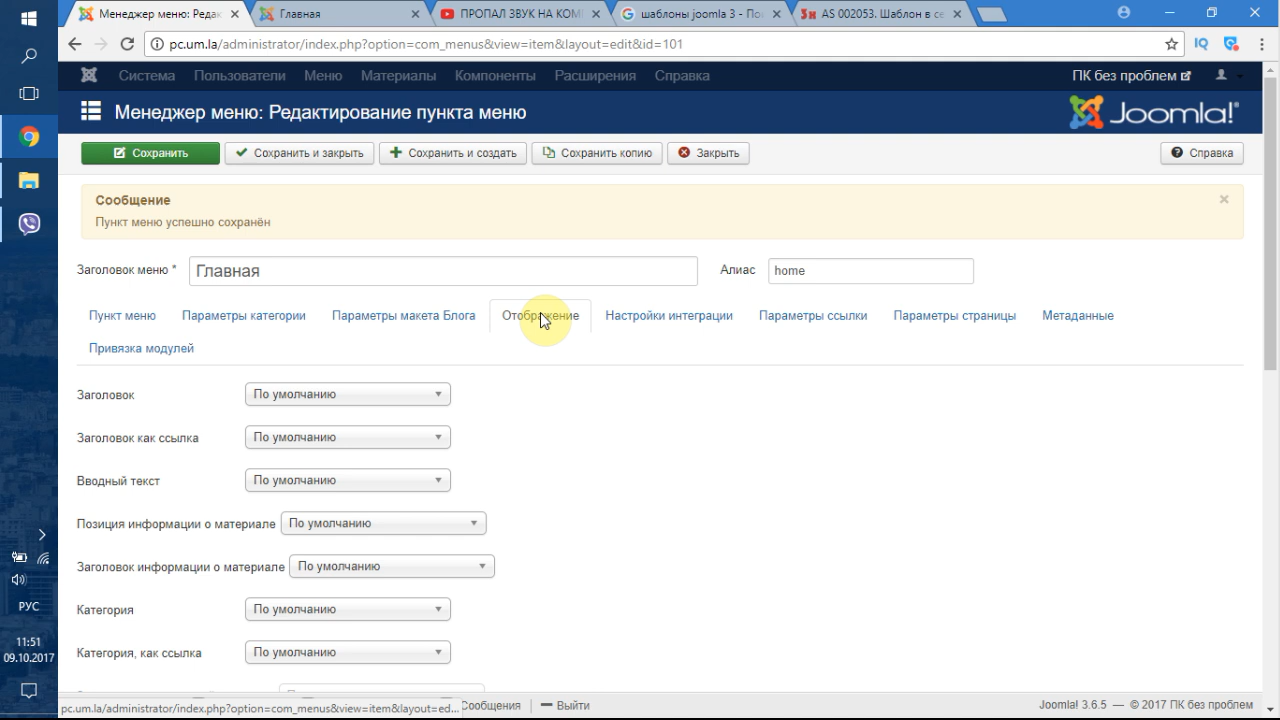 Менеджер меню: Редак
Главная
ПРОПАЛ ЗВУК НА КОМ
шаблоны joomla 3 - По
AS 002053. Шаблон в се
pc.um.la/administrator/index.php?option=com_menus&view=item&layout=edit&id=101
Система Пользователи Меню Материалы Компоненты Расширения Справка
ПК без проблем
Менеджер меню: Редактирование пункта меню
Joomla!
Сохранить Сохранить и закрыть Сохранить и создать Сохранить копию Закрыть Справка
Сообщение
Пункт меню успешно сохранён
Заголовок меню * Главная Алиас home
Пункт меню Параметры категории Параметры макета Блога Отображение Настройки интеграции Параметры ссылки Параметры страницы Метаданные
Привязка модулей
Заголовок По умолчанию
Заголовок как ссылка По умолчанию
Вводный текст По умолчанию
Позиция информации о материале По умолчанию
Заголовок информации о материале По умолчанию
Категория По умолчанию
Категория, как ссылка По умолчанию
pc.um.la/administrator/index.php?option=com_menus&view=item&layout=ed...
Сообщения Выйти
Joomla! 3.6.5 — © 2017 ПК без проблем
РУС
11:51
09.10.2017